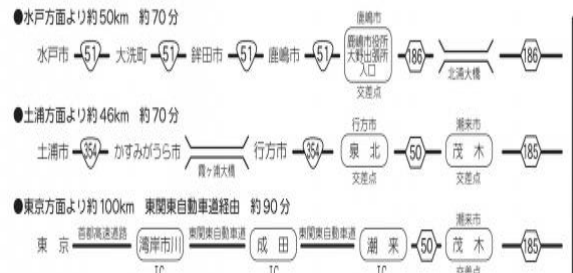 ●水戸方面より約50km 約70分
鹿嶋市
水戸市 51 大洗町 51 鉾田市 51 鹿嶋市 51 鹿嶋市役所 大野出張所 入口 186 186
北浦大橋
交差点
●土浦方面より約46km 約70分
行方市 潮来市
土浦市 354 かすみがうら市 行方市 354 泉北 50 茂木 185
霞ヶ浦大橋 交差点 交差点
●東京方面より約100km 東関東自動車道経由 約90分
潮来市
首都高速道路 東関東自動車道 東関東自動車道
東京 湾岸市川 成田 潮来 50 茂木 185
IC IC IC 交差点